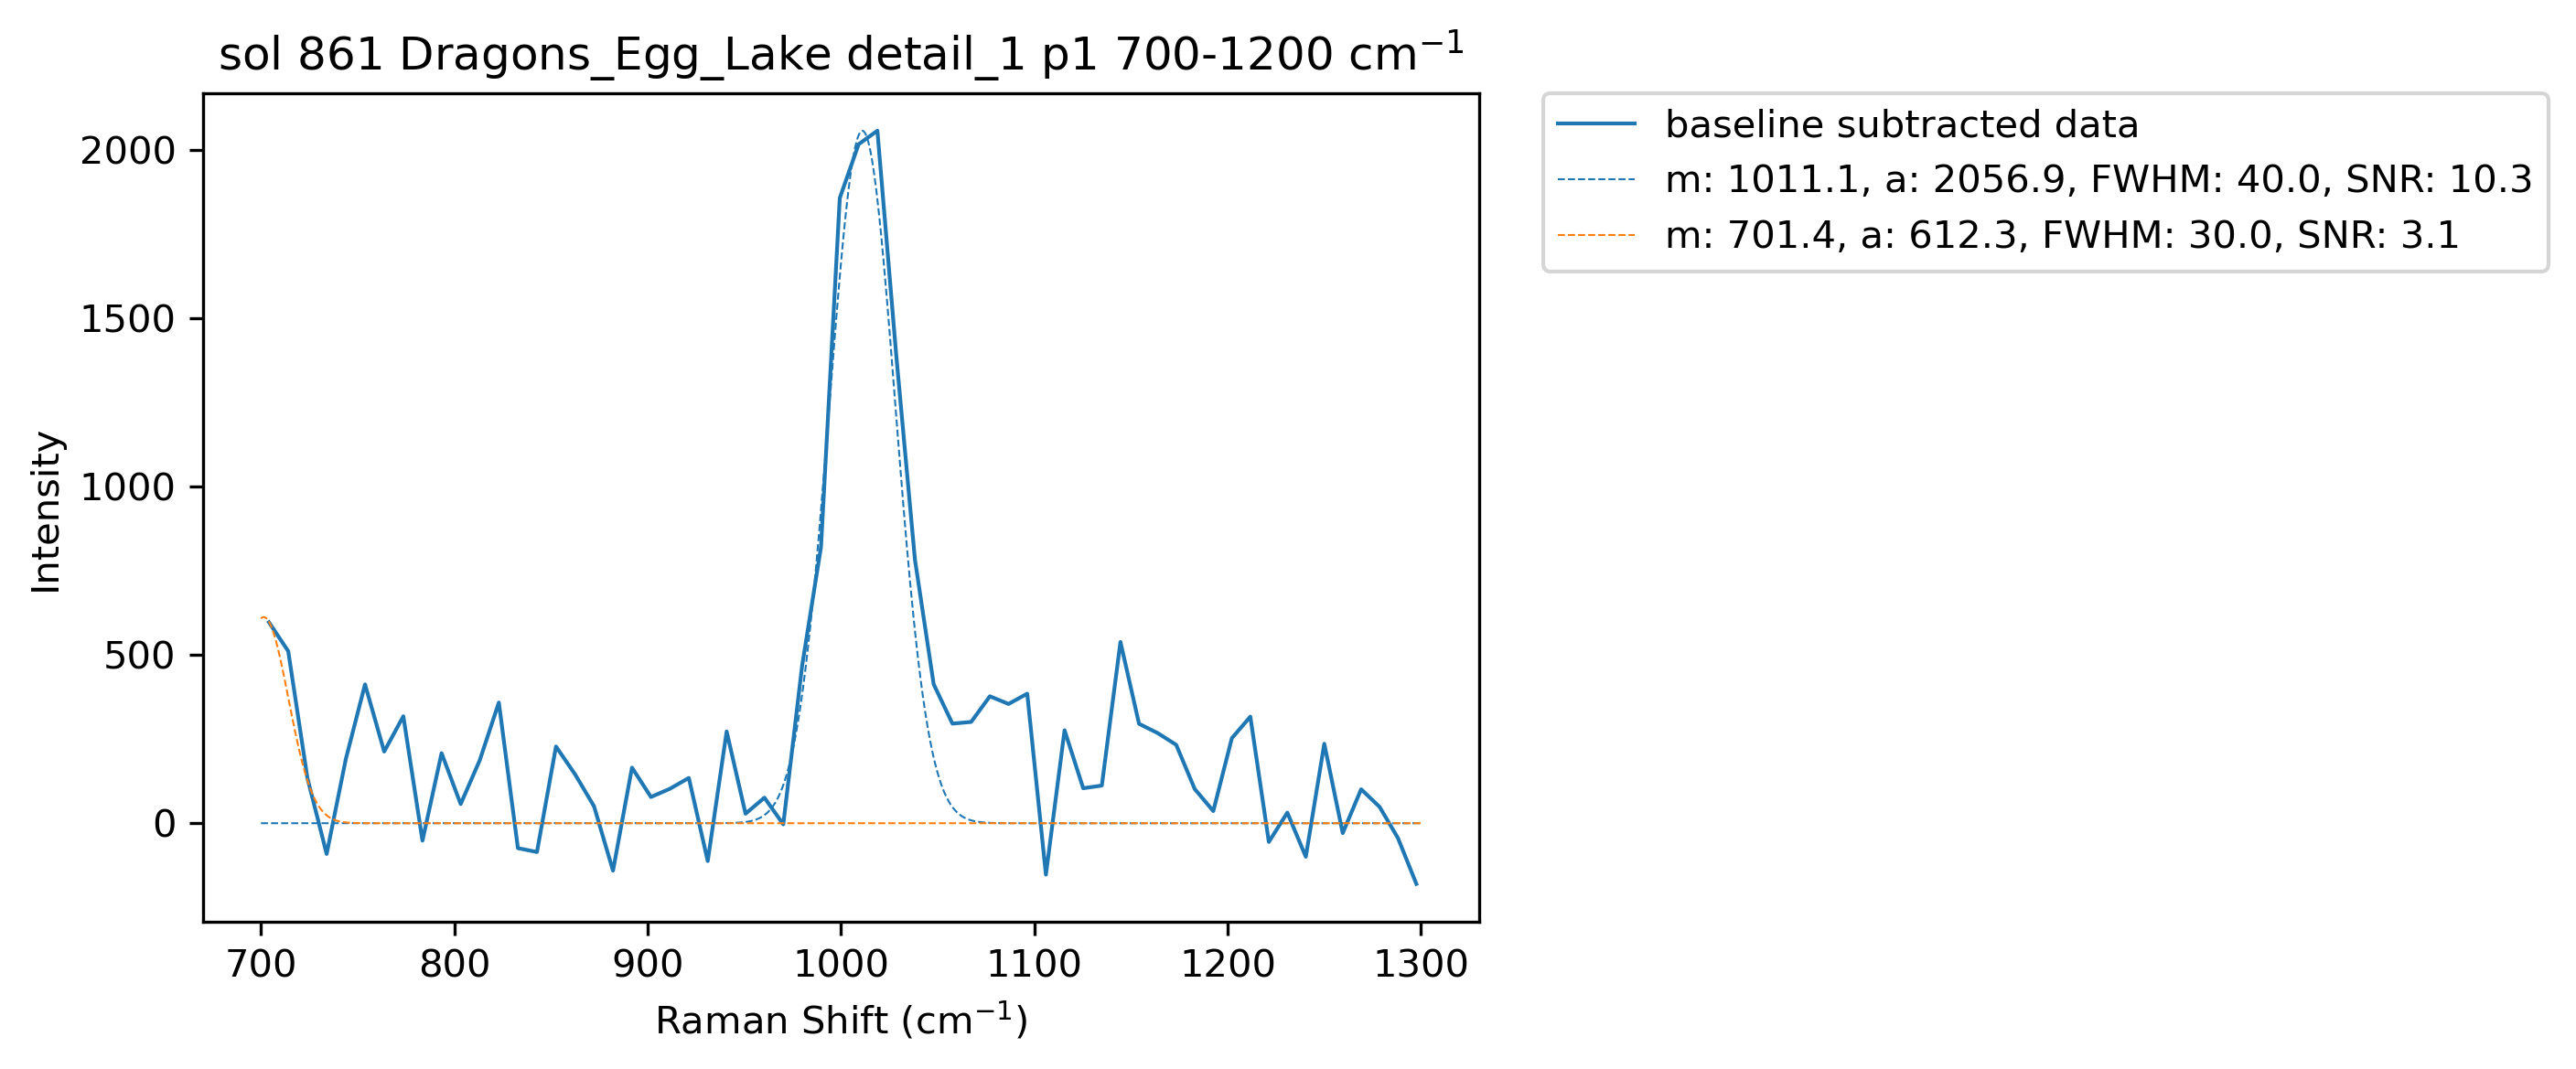 sol 861 Dragons_Egg_Lake detail_1 p1 700-1200 cm⁻¹
baseline subtracted data
m: 1011.1, a: 2056.9, FWHM: 40.0, SNR: 10.3
m: 701.4, a: 612.3, FWHM: 30.0, SNR: 3.1
2000
1500
1000
500
0
Intensity
700 800 900 1000 1100 1200 1300
Raman Shift (cm⁻¹)